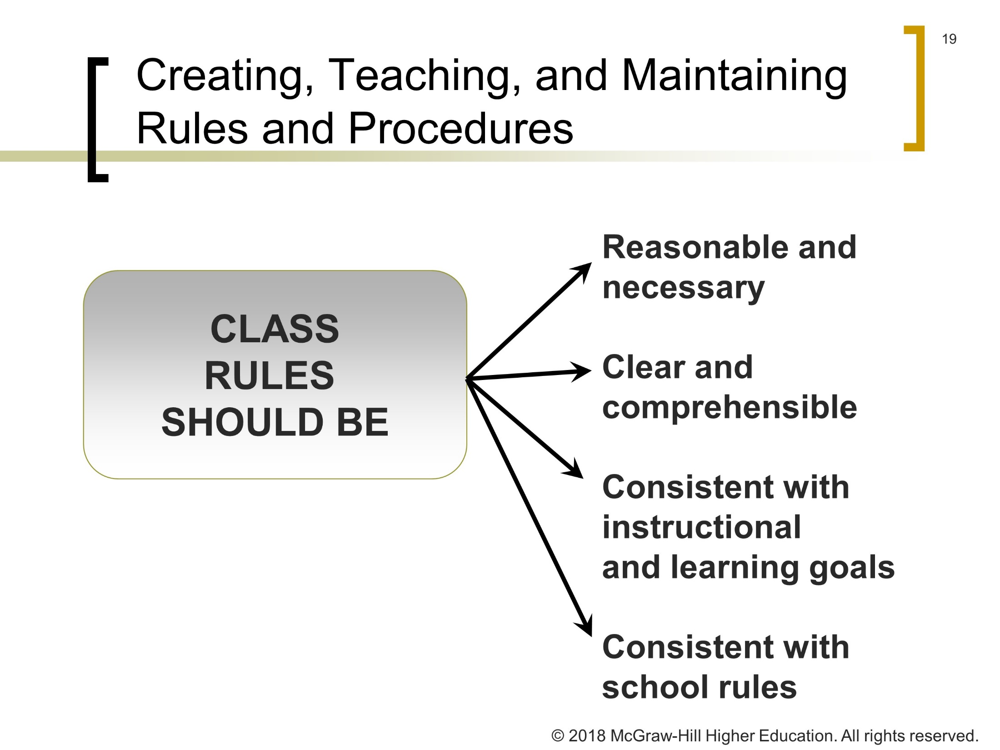 19
Creating, Teaching, and Maintaining
Rules and Procedures
CLASS
RULES
SHOULD BE
Reasonable and
necessary
Clear and
comprehensible
Consistent with
instructional
and learning goals
Consistent with
school rules
© 2018 McGraw-Hill Higher Education. All rights reserved.